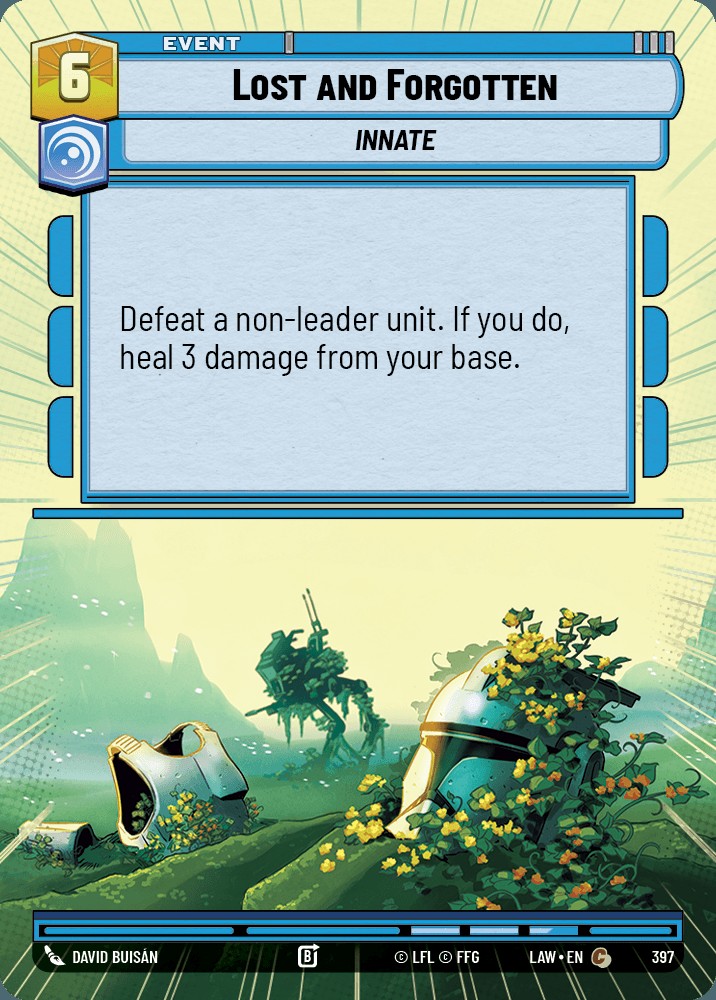 EVENT
6
LOST AND FORGOTTEN
INNATE
Defeat a non-leader unit. If you do,
heal 3 damage from your base.
DAVID BUISÁN
B
© LFL © FFG
LAW • EN
C
397